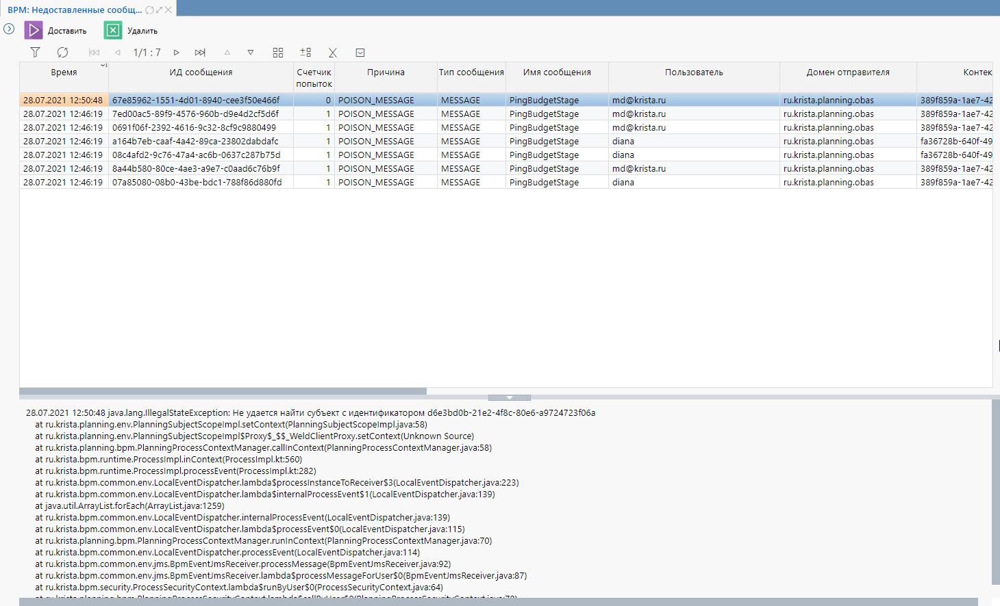 BPM: Недоставленные сообщ...
Доставить Удалить
1/1 : 7
Время ИД сообщения Счетчик попыток Причина Тип сообщения Имя сообщения Пользователь Домен отправителя Контек
28.07.2021 12:50:48 67e85962-1551-4d01-8940-cee3f50e466f 0 POISON_MESSAGE MESSAGE PingBudgetStage md@krista.ru ru.krista.planning.obas 389f859a-1ae7-42
28.07.2021 12:46:19 7ed00ac5-89f9-4576-960b-d9e4d2cf5d6f 1 POISON_MESSAGE MESSAGE PingBudgetStage md@krista.ru ru.krista.planning.obas 389f859a-1ae7-42
28.07.2021 12:46:19 0691f06f-2392-4616-9c32-8cf9c9880499 1 POISON_MESSAGE MESSAGE PingBudgetStage md@krista.ru ru.krista.planning.obas 389f859a-1ae7-42
28.07.2021 12:46:19 a164b7eb-caaf-4a42-89ca-23802dabdafc 1 POISON_MESSAGE MESSAGE PingBudgetStage diana ru.krista.planning.obas fa36728b-640f-49
28.07.2021 12:46:19 08c4afd2-9c76-47a4-ac6b-0637c287b75d 1 POISON_MESSAGE MESSAGE PingBudgetStage diana ru.krista.planning.obas fa36728b-640f-49
28.07.2021 12:46:19 8a44b580-80ce-4ae3-a9e7-c0aad6c76b9f 1 POISON_MESSAGE MESSAGE PingBudgetStage md@krista.ru ru.krista.planning.obas 389f859a-1ae7-42
28.07.2021 12:46:19 07a85080-08b0-43be-bdc1-788f86d880fd 1 POISON_MESSAGE MESSAGE PingBudgetStage diana ru.krista.planning.obas 389f859a-1ae7-42
28.07.2021 12:50:48 java.lang.IllegalStateException: Не удается найти субъект с идентификатором d6e3bd0b-21e2-4f8c-80e6-a9724723f06a
at ru.krista.planning.env.PlanningSubjectScopeImpl.setContext(PlanningSubjectScopeImpl.java:58)
at ru.krista.planning.env.PlanningSubjectScopeImpl$Proxy$_$$_WeldClientProxy.setContext(Unknown Source)
at ru.krista.planning.bpm.PlanningProcessContextManager.callInContext(PlanningProcessContextManager.java:58)
at ru.krista.bpm.runtime.ProcessImpl.inContext(ProcessImpl.kt:560)
at ru.krista.bpm.runtime.ProcessImpl.processEvent(ProcessImpl.kt:282)
at ru.krista.bpm.common.env.LocalEventDispatcher.lambda$processInstanceToReceiver$3(LocalEventDispatcher.java:223)
at ru.krista.bpm.common.env.LocalEventDispatcher.lambda$internalProcessEvent$1(LocalEventDispatcher.java:139)
at java.util.ArrayList.forEach(ArrayList.java:1259)
at ru.krista.bpm.common.env.LocalEventDispatcher.internalProcessEvent(LocalEventDispatcher.java:139)
at ru.krista.bpm.common.env.LocalEventDispatcher.lambda$processEvent$0(LocalEventDispatcher.java:115)
at ru.krista.planning.bpm.PlanningProcessContextManager.runInContext(PlanningProcessContextManager.java:70)
at ru.krista.bpm.common.env.LocalEventDispatcher.processEvent(LocalEventDispatcher.java:114)
at ru.krista.bpm.common.env.jms.BpmEventJmsReceiver.processMessage(BpmEventJmsReceiver.java:92)
at ru.krista.bpm.common.env.jms.BpmEventJmsReceiver.lambda$processMessageForUser$0(BpmEventJmsReceiver.java:87)
at ru.krista.bpm.security.ProcessSecurityContext.lambda$runByUser$0(ProcessSecurityContext.java:64)